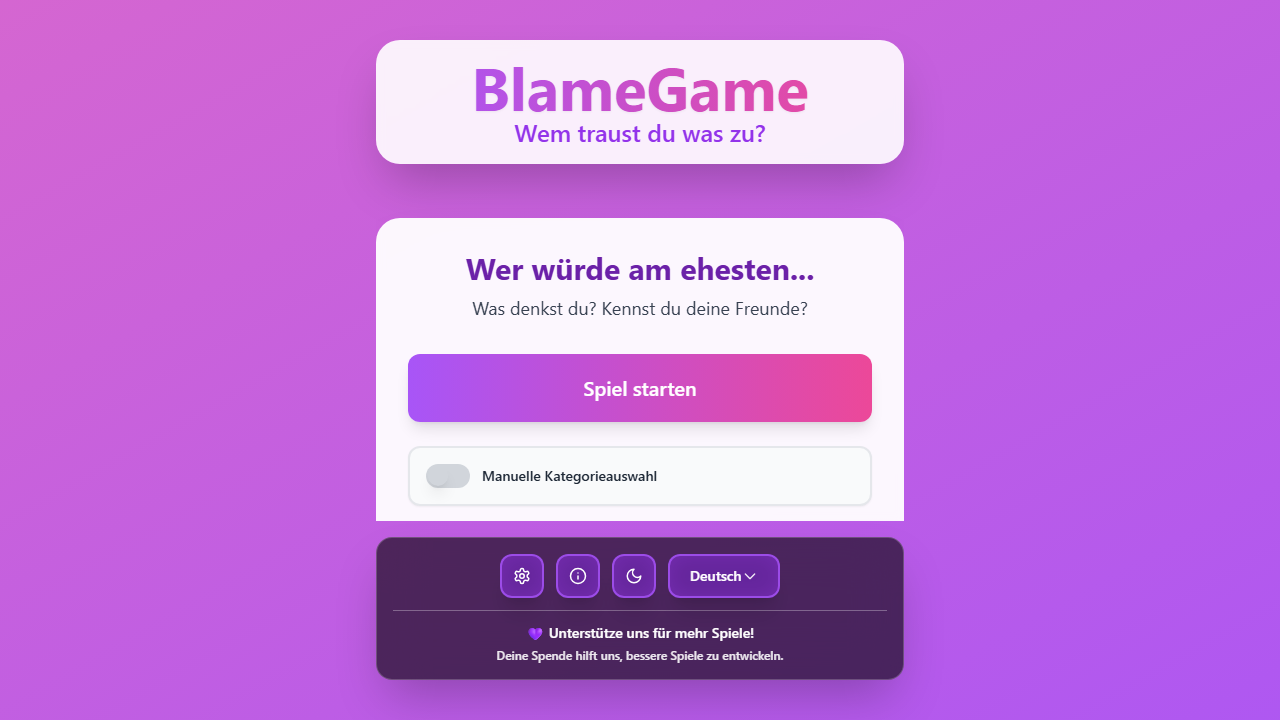 BlameGame
Wem traust du was zu?
Wer würde am ehesten...
Was denkst du? Kennst du deine Freunde?
Spiel starten
Manuelle Kategorieauswahl
Deutsch
💜 Unterstütze uns für mehr Spiele!
Deine Spende hilft uns, bessere Spiele zu entwickeln.